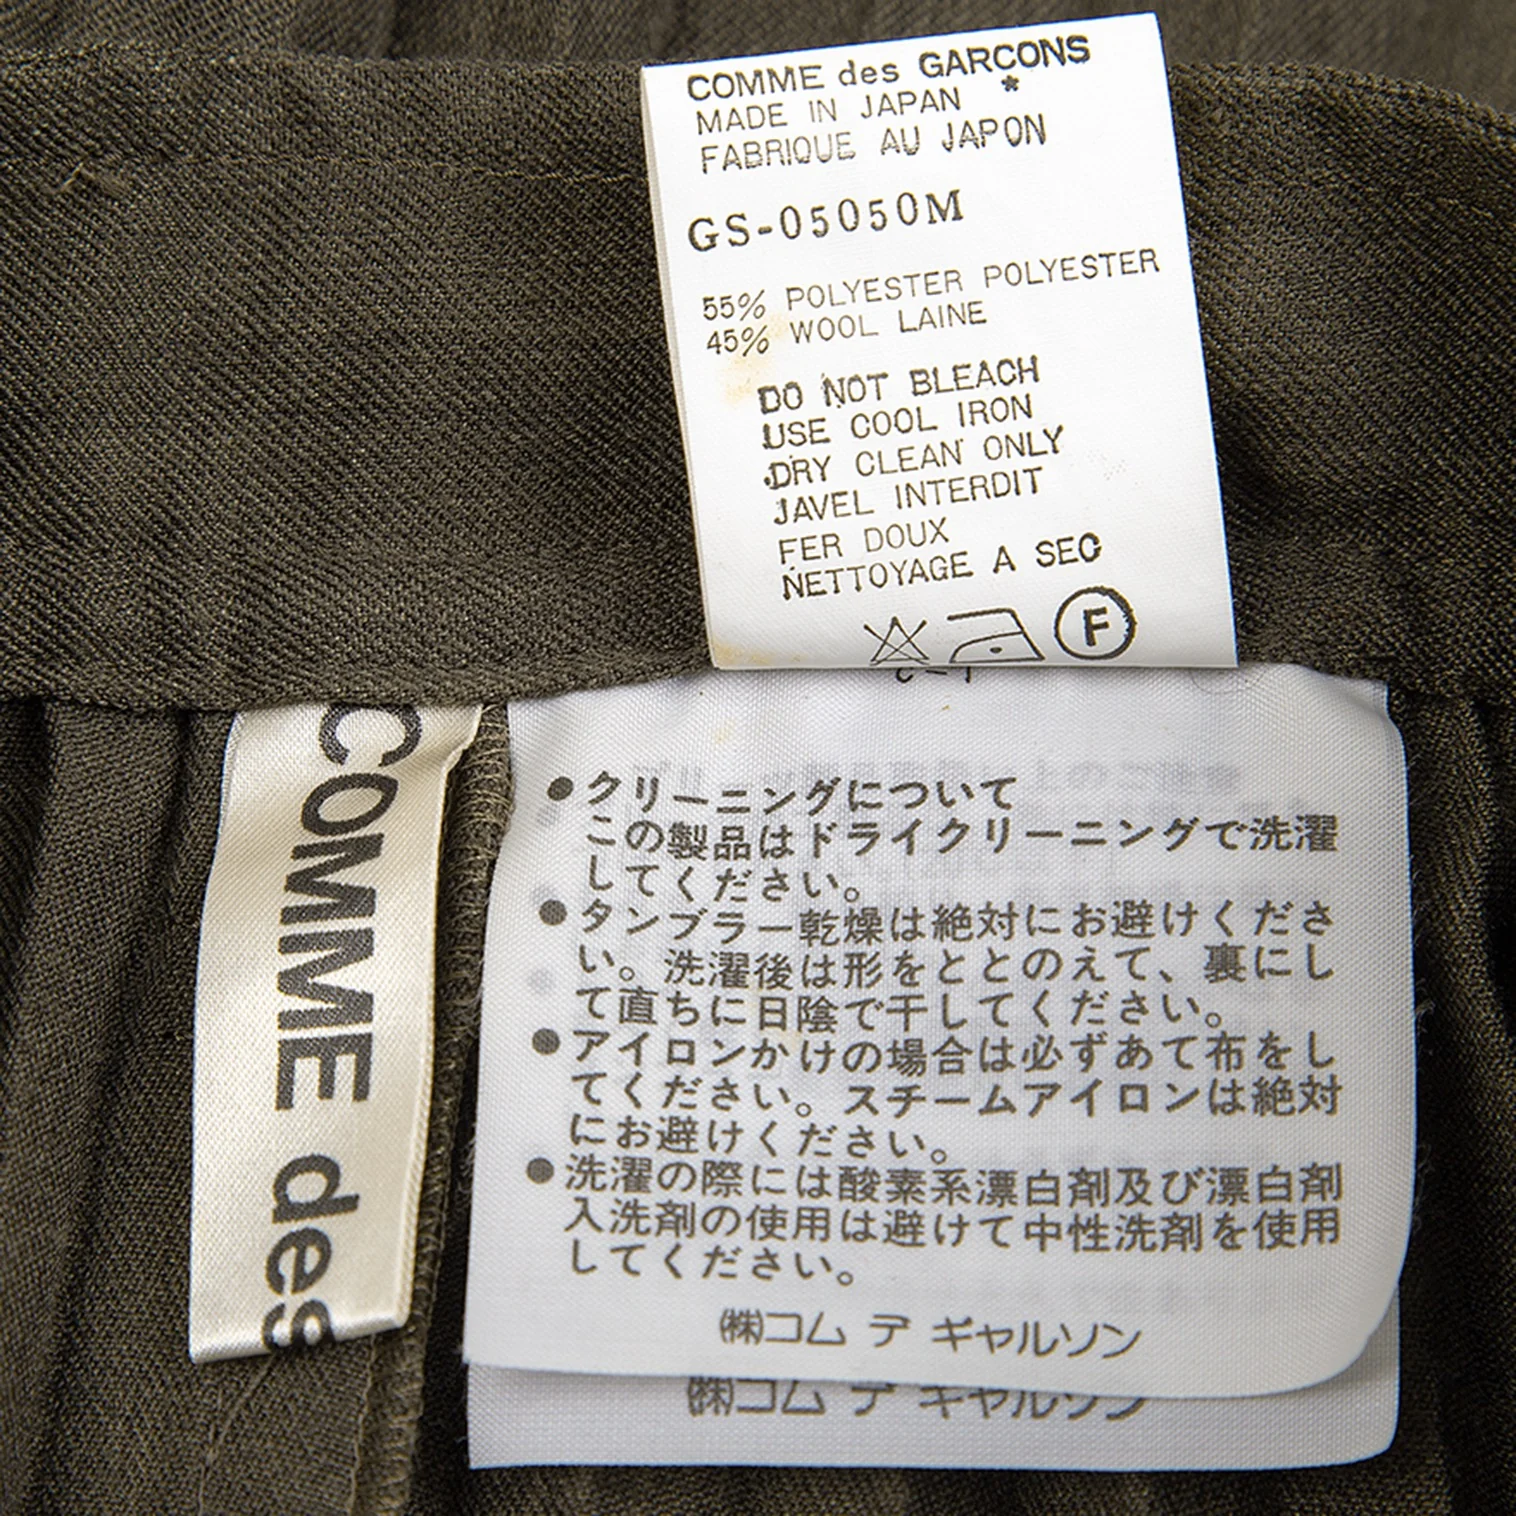 COMME des GARCONS
*
MADE IN JAPAN
FABRIQUE AU JAPON
GS-05050M
55% POLYESTER POLYESTER
45% WOOL LAINE
DO NOT BLEACH
USE COOL IRON
DRY CLEAN ONLY
JAVEL INTERDIT
FER DOUX
NETTOYAGE A SEC
F
COMME des
●クリーニングについて
この製品はドライクリーニングで洗濯
してください。
●タンブラー乾燥は絶対にお避けくださ
い。洗濯後は形をととのえて、裏にし
て直ちに日陰で干してください。
●アイロンかけの場合は必ずあて布をし
てください。スチームアイロンは絶対
にお避けください。
●洗濯の際には酸素系漂白剤及び漂白剤
入洗剤の使用は避けて中性洗剤を使用
してください。
㈱コム デ ギャルソン
㈱コム デ ギャルソン